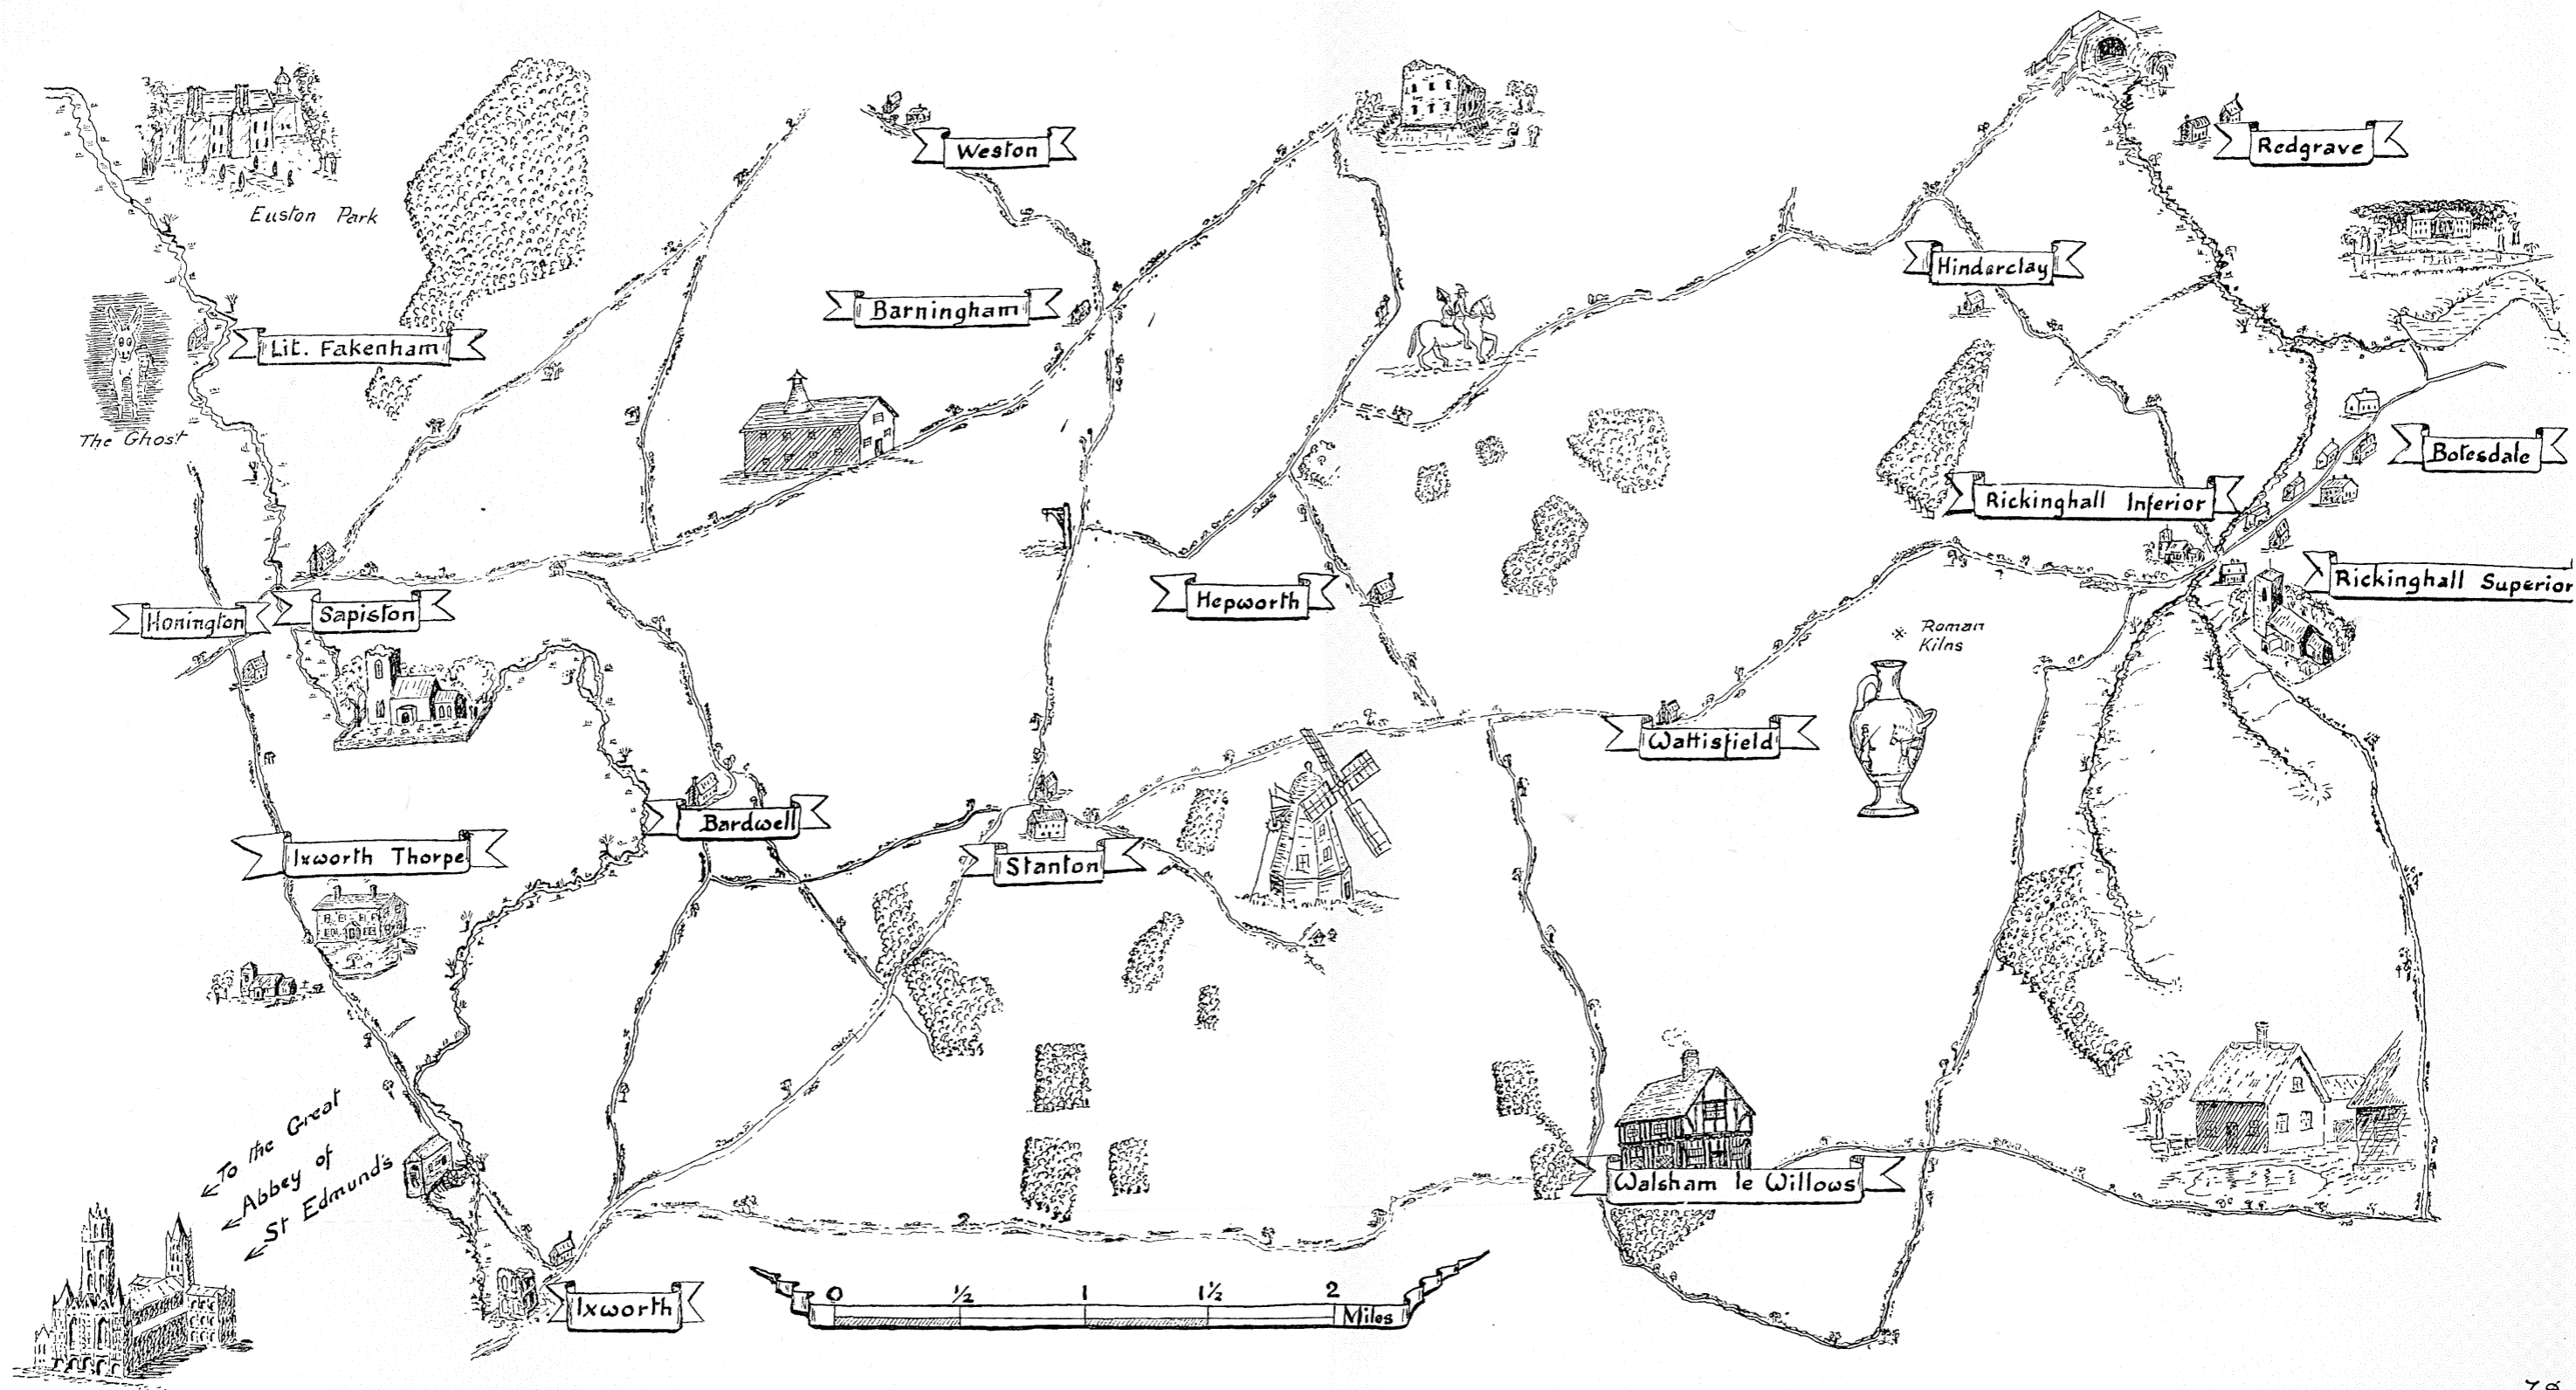 Weston
Redgrave
Euston Park
Hinderclay
Barningham
Lit. Fakenham
The Ghost
Botesdale
Rickinghall Inferior
Rickinghall Superior
Hepworth
Honington
Sapiston
Roman
Kilns
Wattisfield
Bardwell
Stanton
Ixworth Thorpe
To the Great
Abbey of
St Edmunds
Walsham le Willows
Ixworth
0 ½ 1 1½ 2
Miles